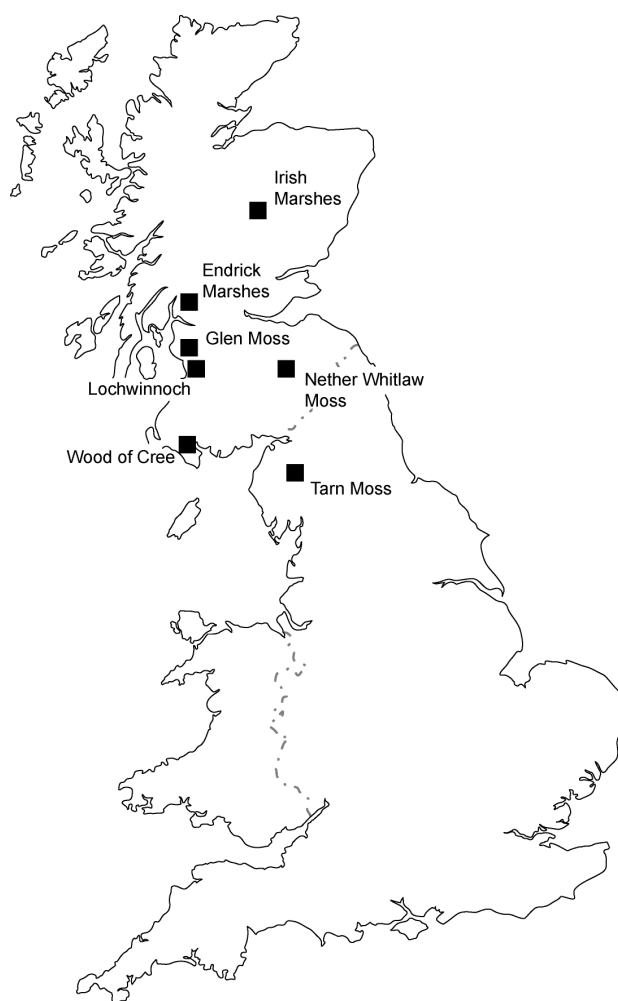 Irish
Marshes
Endrick
Marshes
Glen Moss
Lochwinnoch
Nether Whitlaw
Moss
Wood of Cree
Tarn Moss